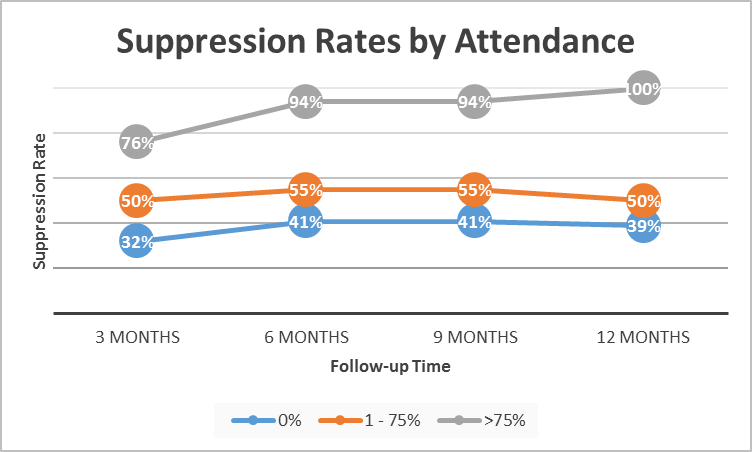 Suppression Rates by Attendance
100%
94% 94%
76%
55% 55%
50% 50%
41% 41% 39%
32%
Suppression Rate
3 MONTHS 6 MONTHS 9 MONTHS 12 MONTHS
Follow-up Time
0% 1 - 75% >75%